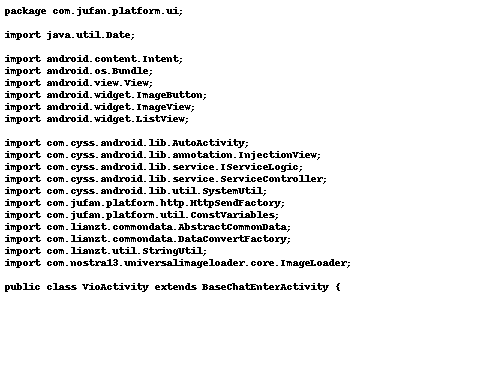 package com.jufan.platform.ui;

import java.util.Date;

import android.content.Intent;
import android.os.Bundle;
import android.view.View;
import android.widget.ImageButton;
import android.widget.ImageView;
import android.widget.ListView;

import com.cyss.android.lib.AutoActivity;
import com.cyss.android.lib.annotation.InjectionView;
import com.cyss.android.lib.service.IServiceLogic;
import com.cyss.android.lib.service.ServiceController;
import com.cyss.android.lib.util.SystemUtil;
import com.jufan.platform.http.HttpSendFactory;
import com.jufan.platform.util.ConstVariables;
import com.lianzt.commondata.AbstractCommonData;
import com.lianzt.commondata.DataConvertFactory;
import com.lianzt.util.StringUtil;
import com.nostra13.universalimageloader.core.ImageLoader;

public class VioActivity extends BaseChatEnterActivity {